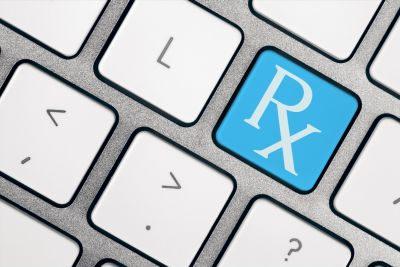 L
Rx
<
,
>
.
?